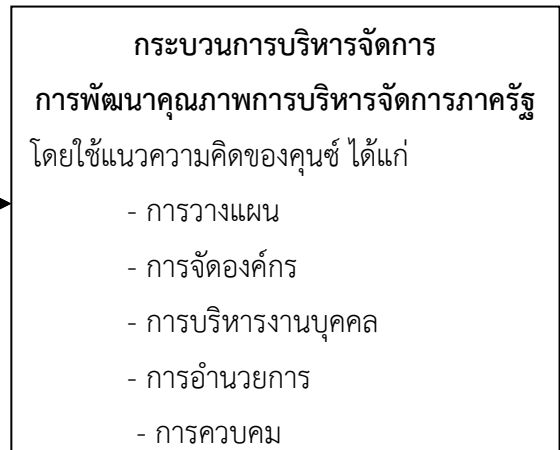 กระบวนการบริหารจัดการ
การพัฒนาคุณภาพการบริหารจัดการภาครัฐ
โดยใช้แนวความคิดของคุนซ์ ได้แก่
- การวางแผน
- การจัดองค์กร
- การบริหารงานบุคคล
- การอำนวยการ
- การควบคม